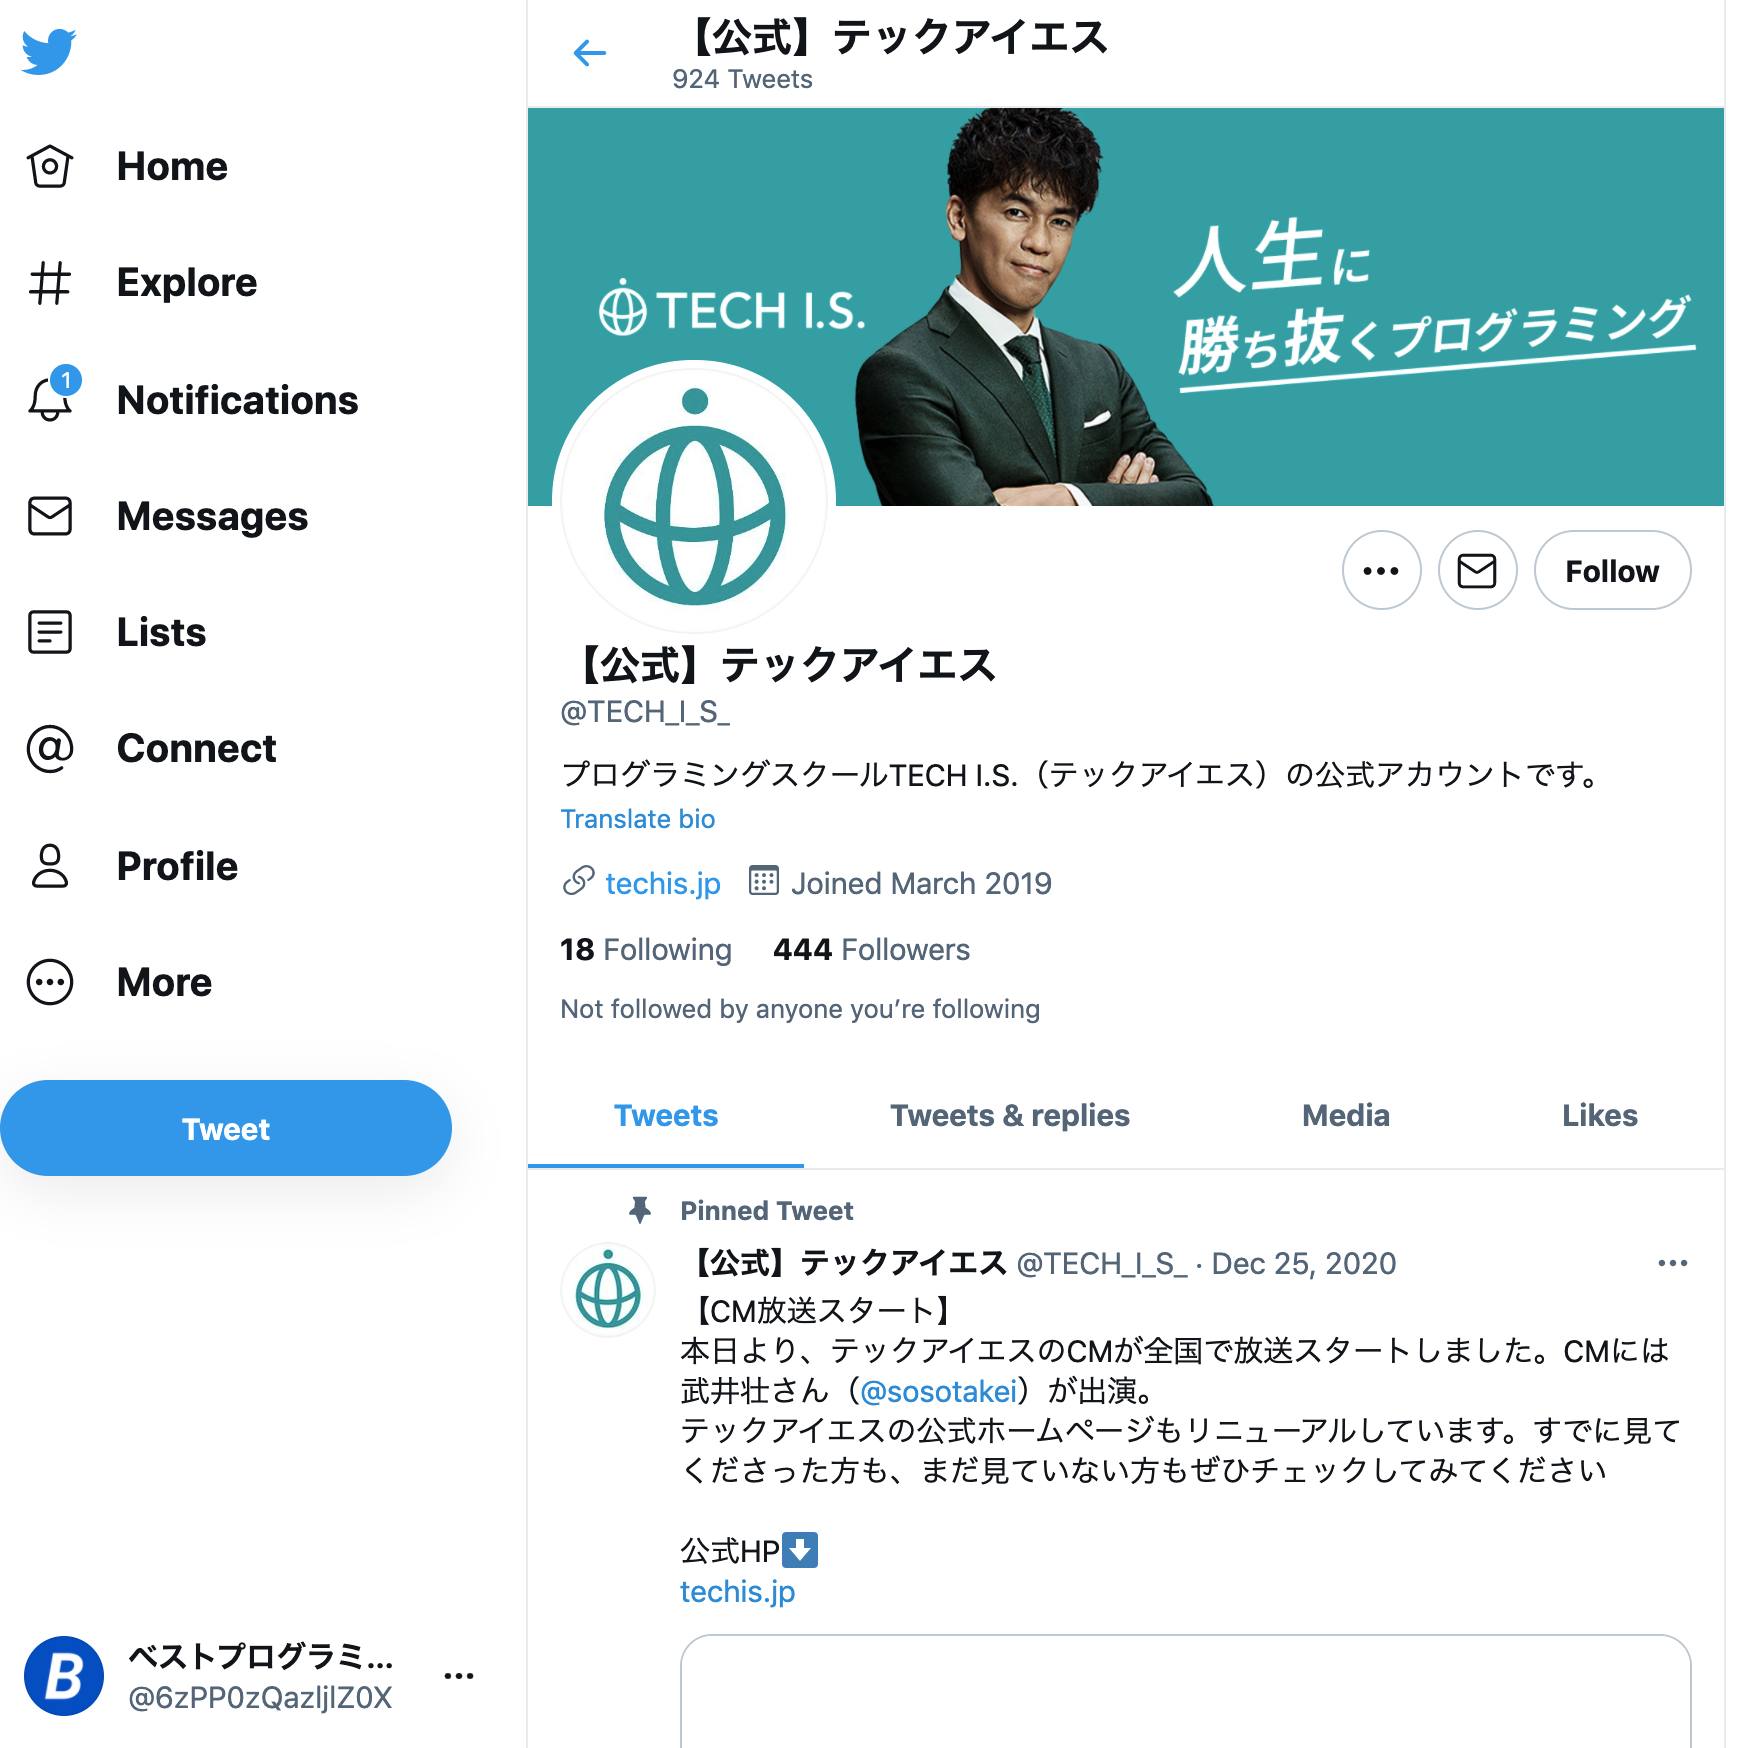 Home
Explore
1
Notifications
Messages
Lists
Connect
Profile
More
Tweet
ベストプログラミ...
@6zPP0zQazljlZ0X
【公式】テックアイエス
924 Tweets
TECH I.S.
人生に
勝ち抜くプログラミング
Follow
【公式】テックアイエス
@TECH_I_S_
プログラミングスクールTECH I.S.（テックアイエス）の公式アカウントです。
Translate bio
techis.jp Joined March 2019
18 Following 444 Followers
Not followed by anyone you’re following
Tweets Tweets & replies Media Likes
Pinned Tweet
【公式】テックアイエス @TECH_I_S_ · Dec 25, 2020
【CM放送スタート】
本日より、テックアイエスのCMが全国で放送スタートしました。CMには
武井壮さん（@sosotakei）が出演。
テックアイエスの公式ホームページもリニューアルしています。すでに見て
くださった方も、まだ見ていない方もぜひチェックしてみてください
公式HP⬇
techis.jp